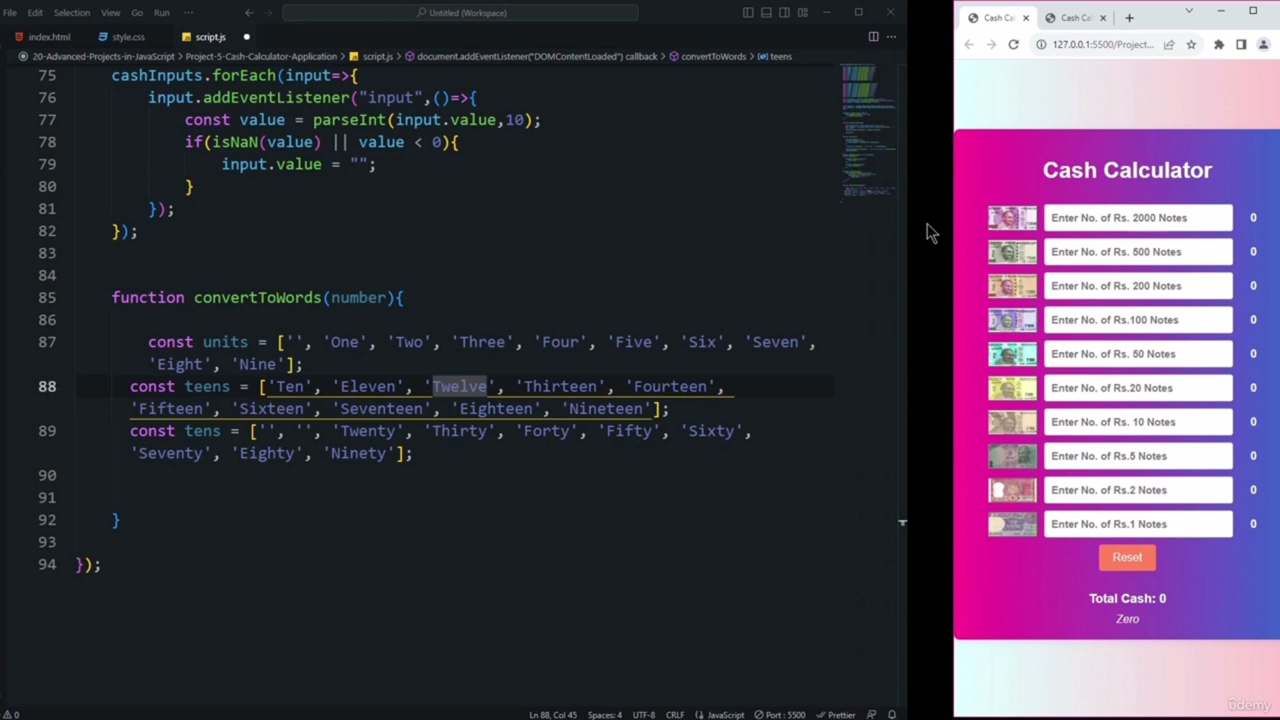 File Edit Selection View Go Run ··· Untitled (Workspace)
index.html style.css script.js
20-Advanced-Projects-in-JavaScript > Project-5-Cash-Calculator-Application > script.js > document.addEventListener("DOMContentLoaded") callback > convertToWords > teens
75 cashInputs.forEach(input=>{
76 input.addEventListener("input",()=>{
77 const value = parseInt(input.value,10);
78 if(isNaN(value) || value < 0){
79 input.value = "";
80 }
81 });
82 });
83
84
85 function convertToWords(number){
86
87 const units = ['', 'One', 'Two', 'Three', 'Four', 'Five', 'Six', 'Seven',
'Eight', 'Nine'];
88 const teens = ['Ten', 'Eleven', 'Twelve', 'Thirteen', 'Fourteen',
'Fifteen', 'Sixteen', 'Seventeen', 'Eighteen', 'Nineteen'];
89 const tens = ['', '', 'Twenty', 'Thirty', 'Forty', 'Fifty', 'Sixty',
'Seventy', 'Eighty', 'Ninety'];
90
91
92 }
93
94 });
0 Ln 88, Col 45 Spaces: 4 UTF-8 CRLF JavaScript Port : 5500 Prettier
Cash Cal Cash Cal
127.0.0.1:5500/Project...
Cash Calculator
Enter No. of Rs. 2000 Notes 0
Enter No. of Rs. 500 Notes 0
Enter No. of Rs. 200 Notes 0
Enter No. of Rs.100 Notes 0
Enter No. of Rs. 50 Notes 0
Enter No. of Rs.20 Notes 0
Enter No. of Rs. 10 Notes 0
Enter No. of Rs.5 Notes 0
Enter No. of Rs.2 Notes 0
Enter No. of Rs.1 Notes 0
Reset
Total Cash: 0
Zero
ûdemy